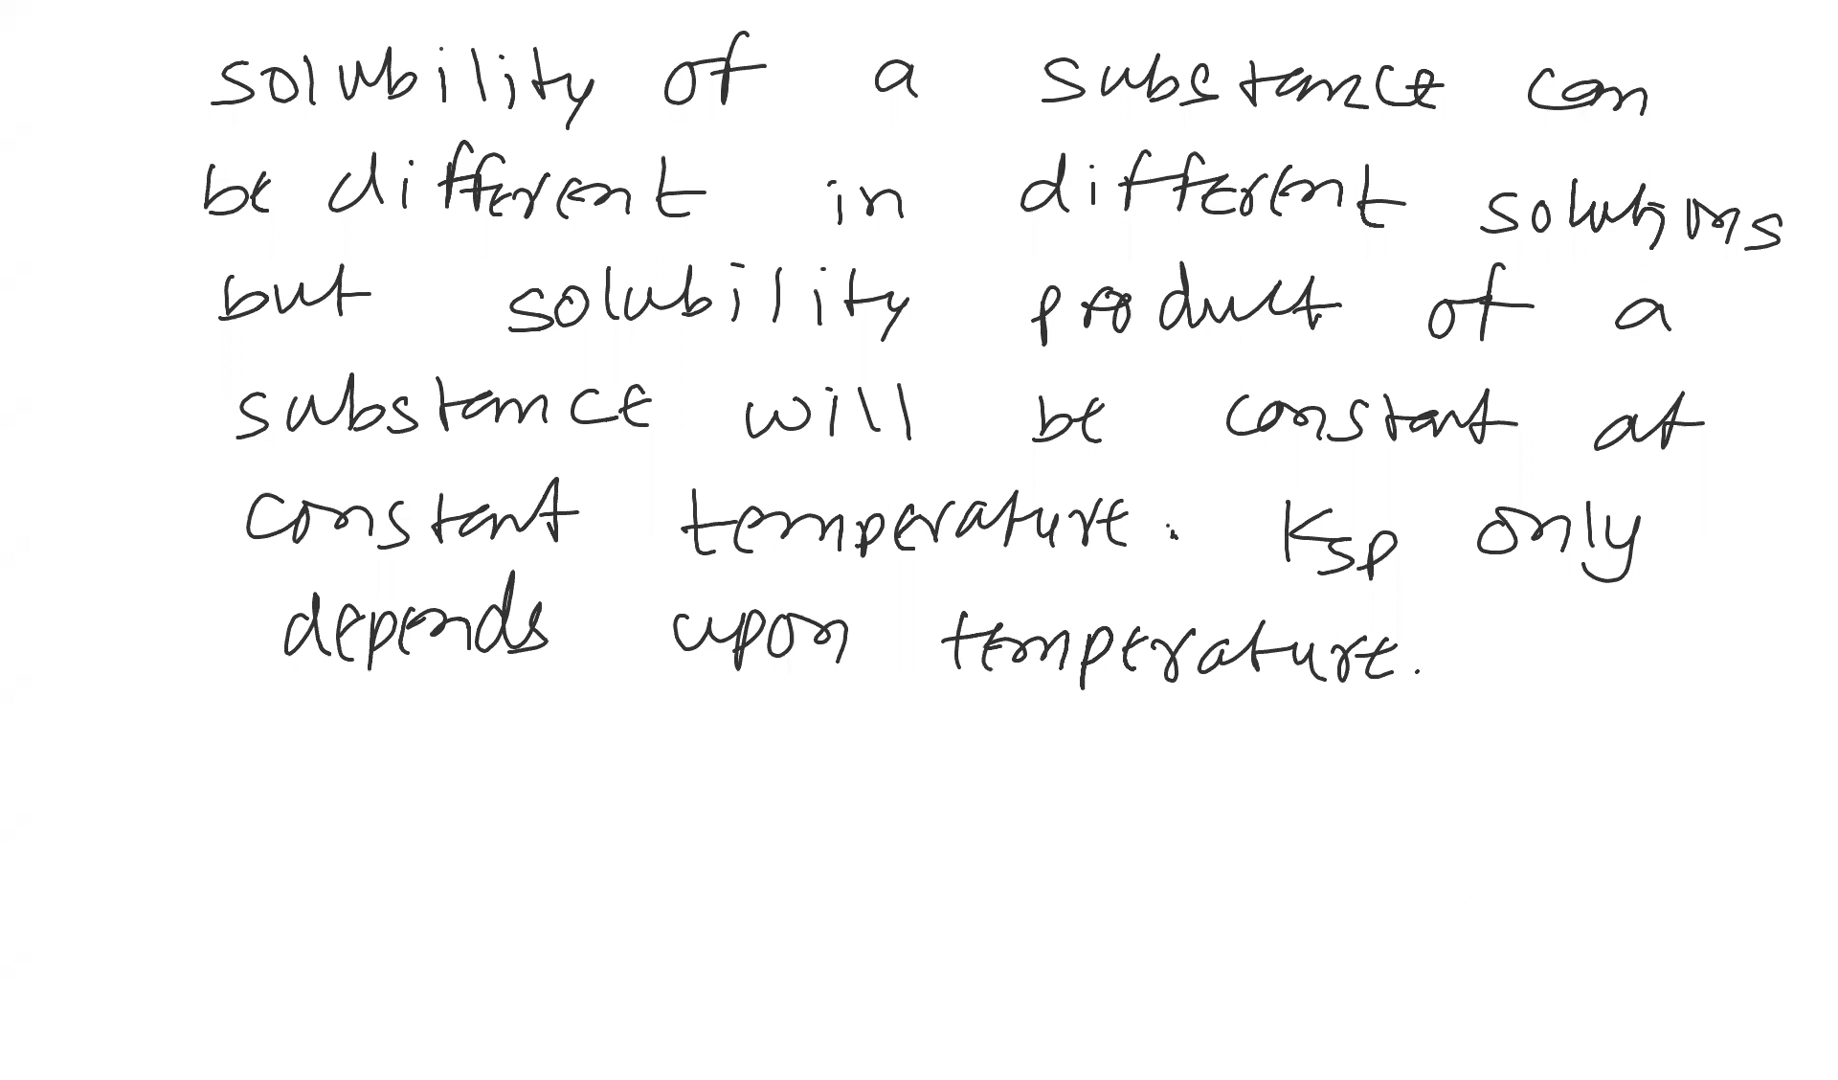 solubility of a substance can
be different in different solutions
but solubility product of a
substance will be constant at
constant temperature. Ksp only
depends upon temperature.